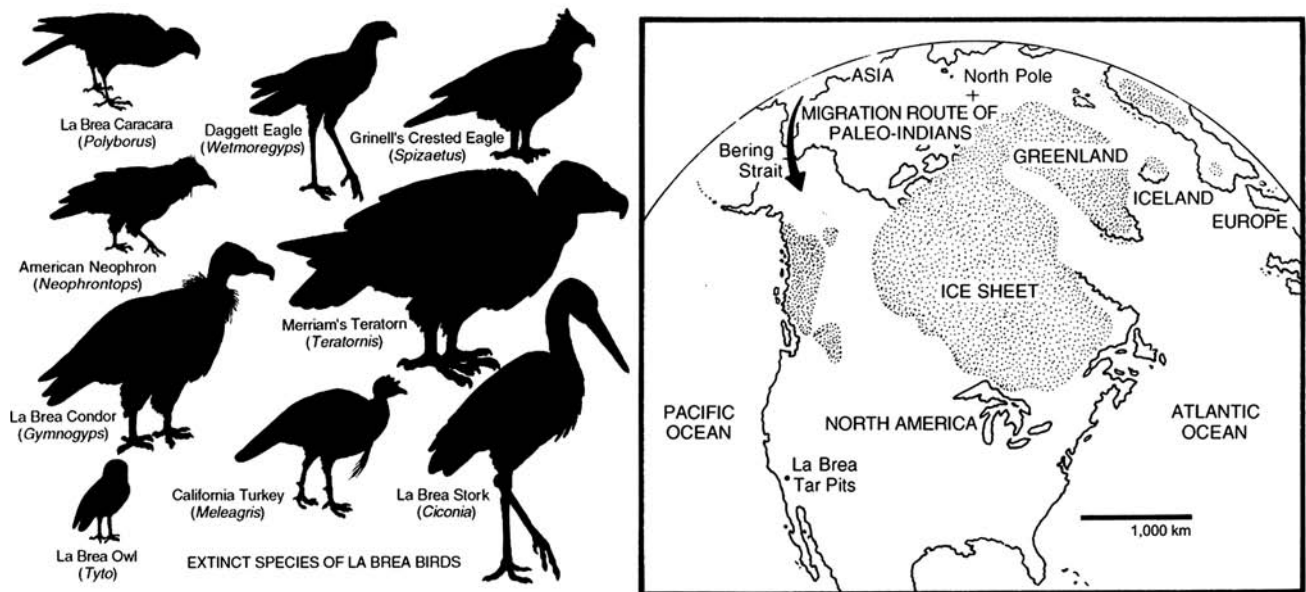 La Brea Caracara
(Polyborus)
Daggett Eagle
(Wetmoregyps)
Grinell's Crested Eagle
(Spizaetus)
American Neophron
(Neophrontops)
Merriam's Teratorn
(Teratornis)
La Brea Condor
(Gymnogyps)
California Turkey
(Meleagris)
La Brea Stork
(Ciconia)
La Brea Owl
(Tyto)
EXTINCT SPECIES OF LA BREA BIRDS
ASIA
North Pole
MIGRATION ROUTE OF
PALEO-INDIANS
Bering
Strait
GREENLAND
ICELAND
EUROPE
ICE SHEET
PACIFIC
OCEAN
NORTH AMERICA
ATLANTIC
OCEAN
La Brea
Tar Pits
1,000 km